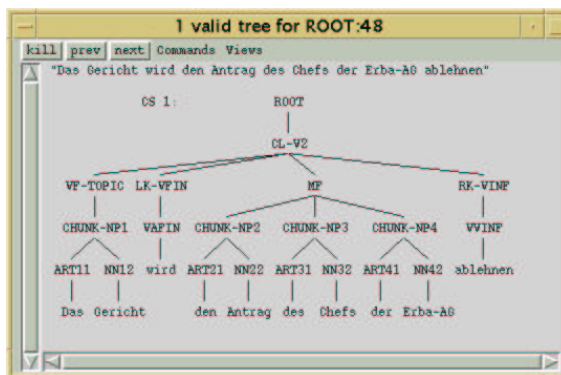 1 valid tree for ROOT:48
kill prev next Commands Views
"Das Gericht wird den Antrag des Chefs der Erba-AG ablehnen"
CS 1: ROOT
CL-V2
VF-TOPIC LK-VFIN MF RK-VINF
CHUNK-NP1 VAFIN CHUNK-NP2 CHUNK-NP3 CHUNK-NP4 VVINF
ART11 NN12 wird ART21 NN22 ART31 NN32 ART41 NN42 ablehnen
Das Gericht den Antrag des Chefs der Erba-AG